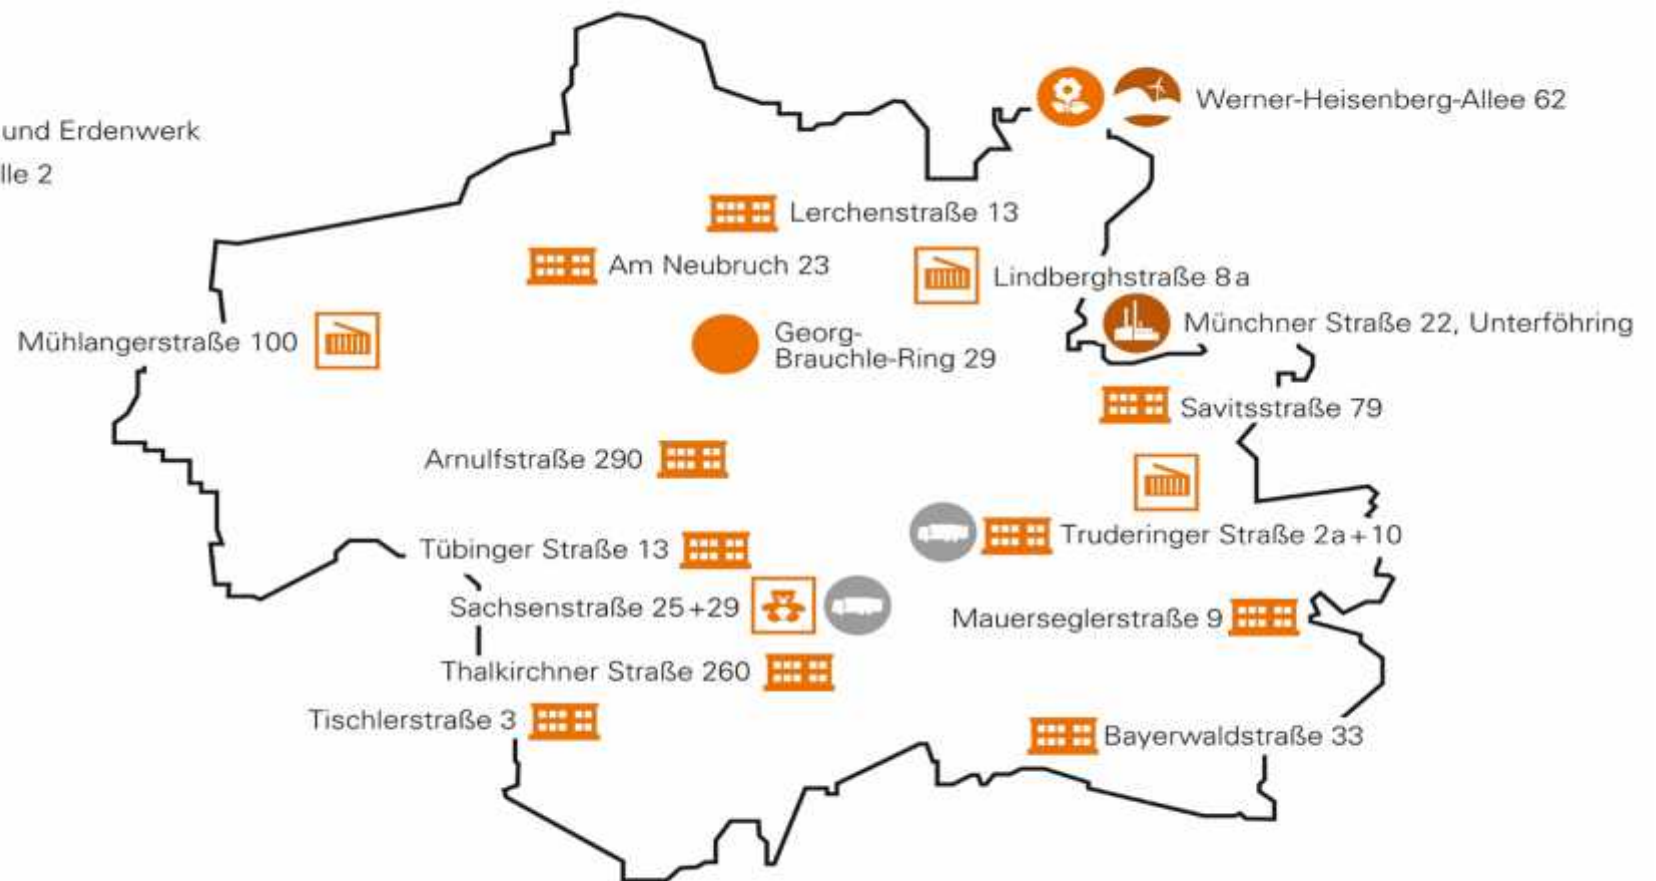 Werner-Heisenberg-Allee 62
und Erdenwerk
lle 2
Lerchenstraße 13
Am Neubruch 23
Lindberghstraße 8a
Münchner Straße 22, Unterföhring
Mühlangerstraße 100
Georg-
Brauchle-Ring 29
Savitsstraße 79
Arnulfstraße 290
Truderinger Straße 2a+10
Tübinger Straße 13
Sachsenstraße 25+29
Mauerseglerstraße 9
Thalkirchner Straße 260
Tischlerstraße 3
Bayerwaldstraße 33